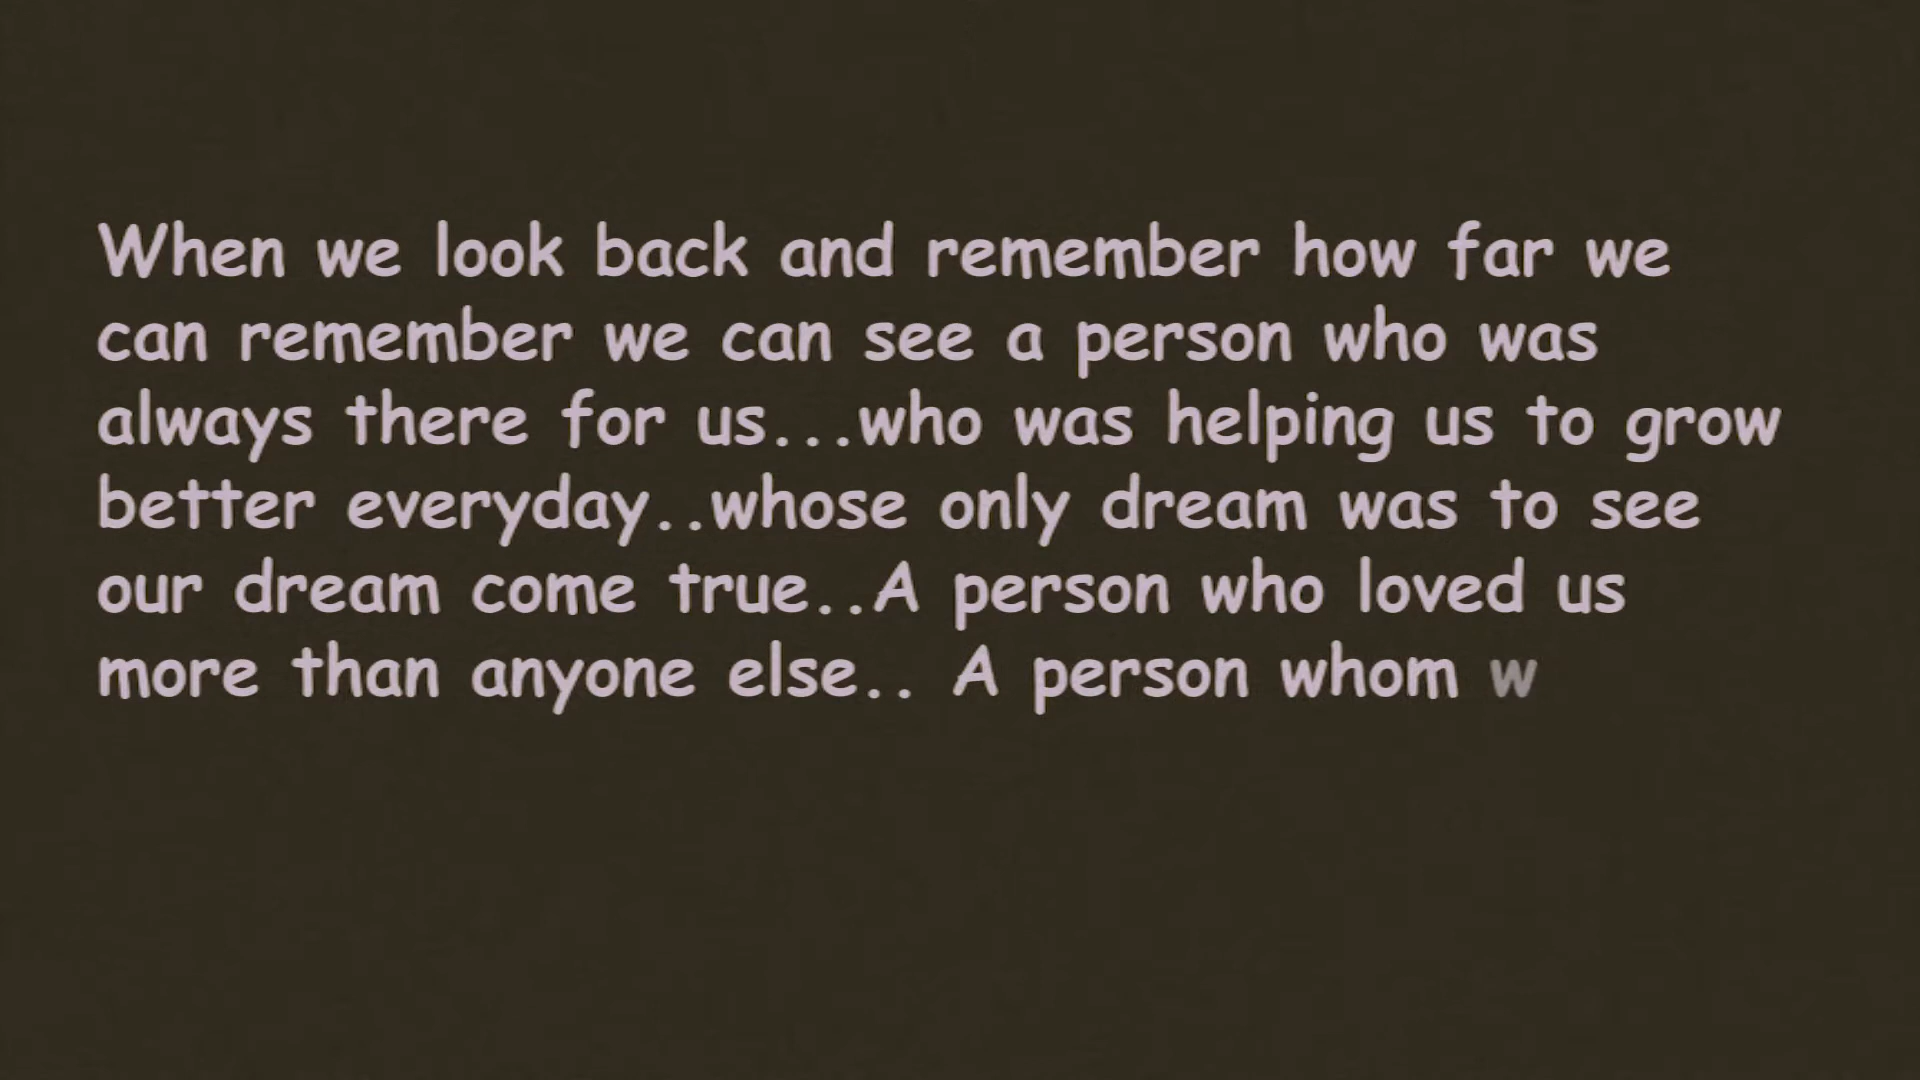 When we look back and remember how far we
can remember we can see a person who was
always there for us...who was helping us to grow
better everyday..whose only dream was to see
our dream come true..A person who loved us
more than anyone else.. A person whom w